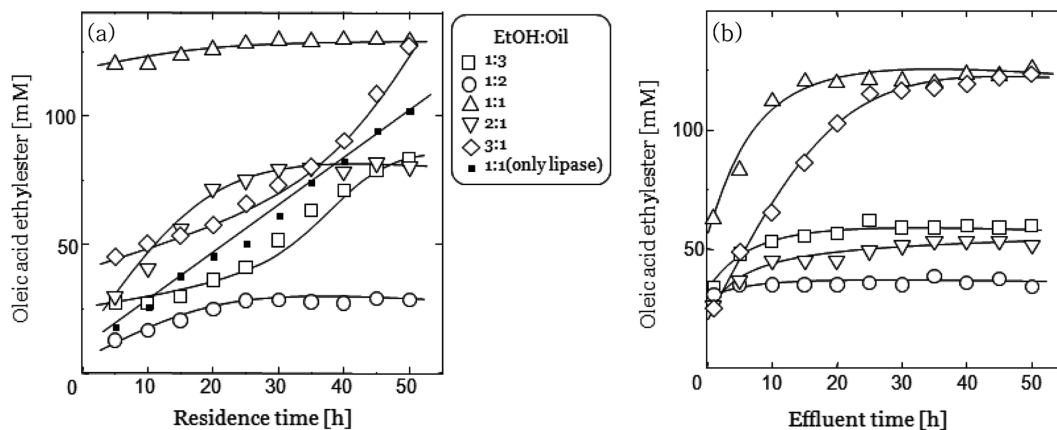 (a)
Oleic acid ethylester [mM]
100
50
0
10
20
30
40
50
Residence time [h]
EtOH:Oil
1:3
1:2
1:1
2:1
3:1
1:1(only lipase)
(b)
Oleic acid ethylester [mM]
100
50
0
10
20
30
40
50
Effluent time [h]